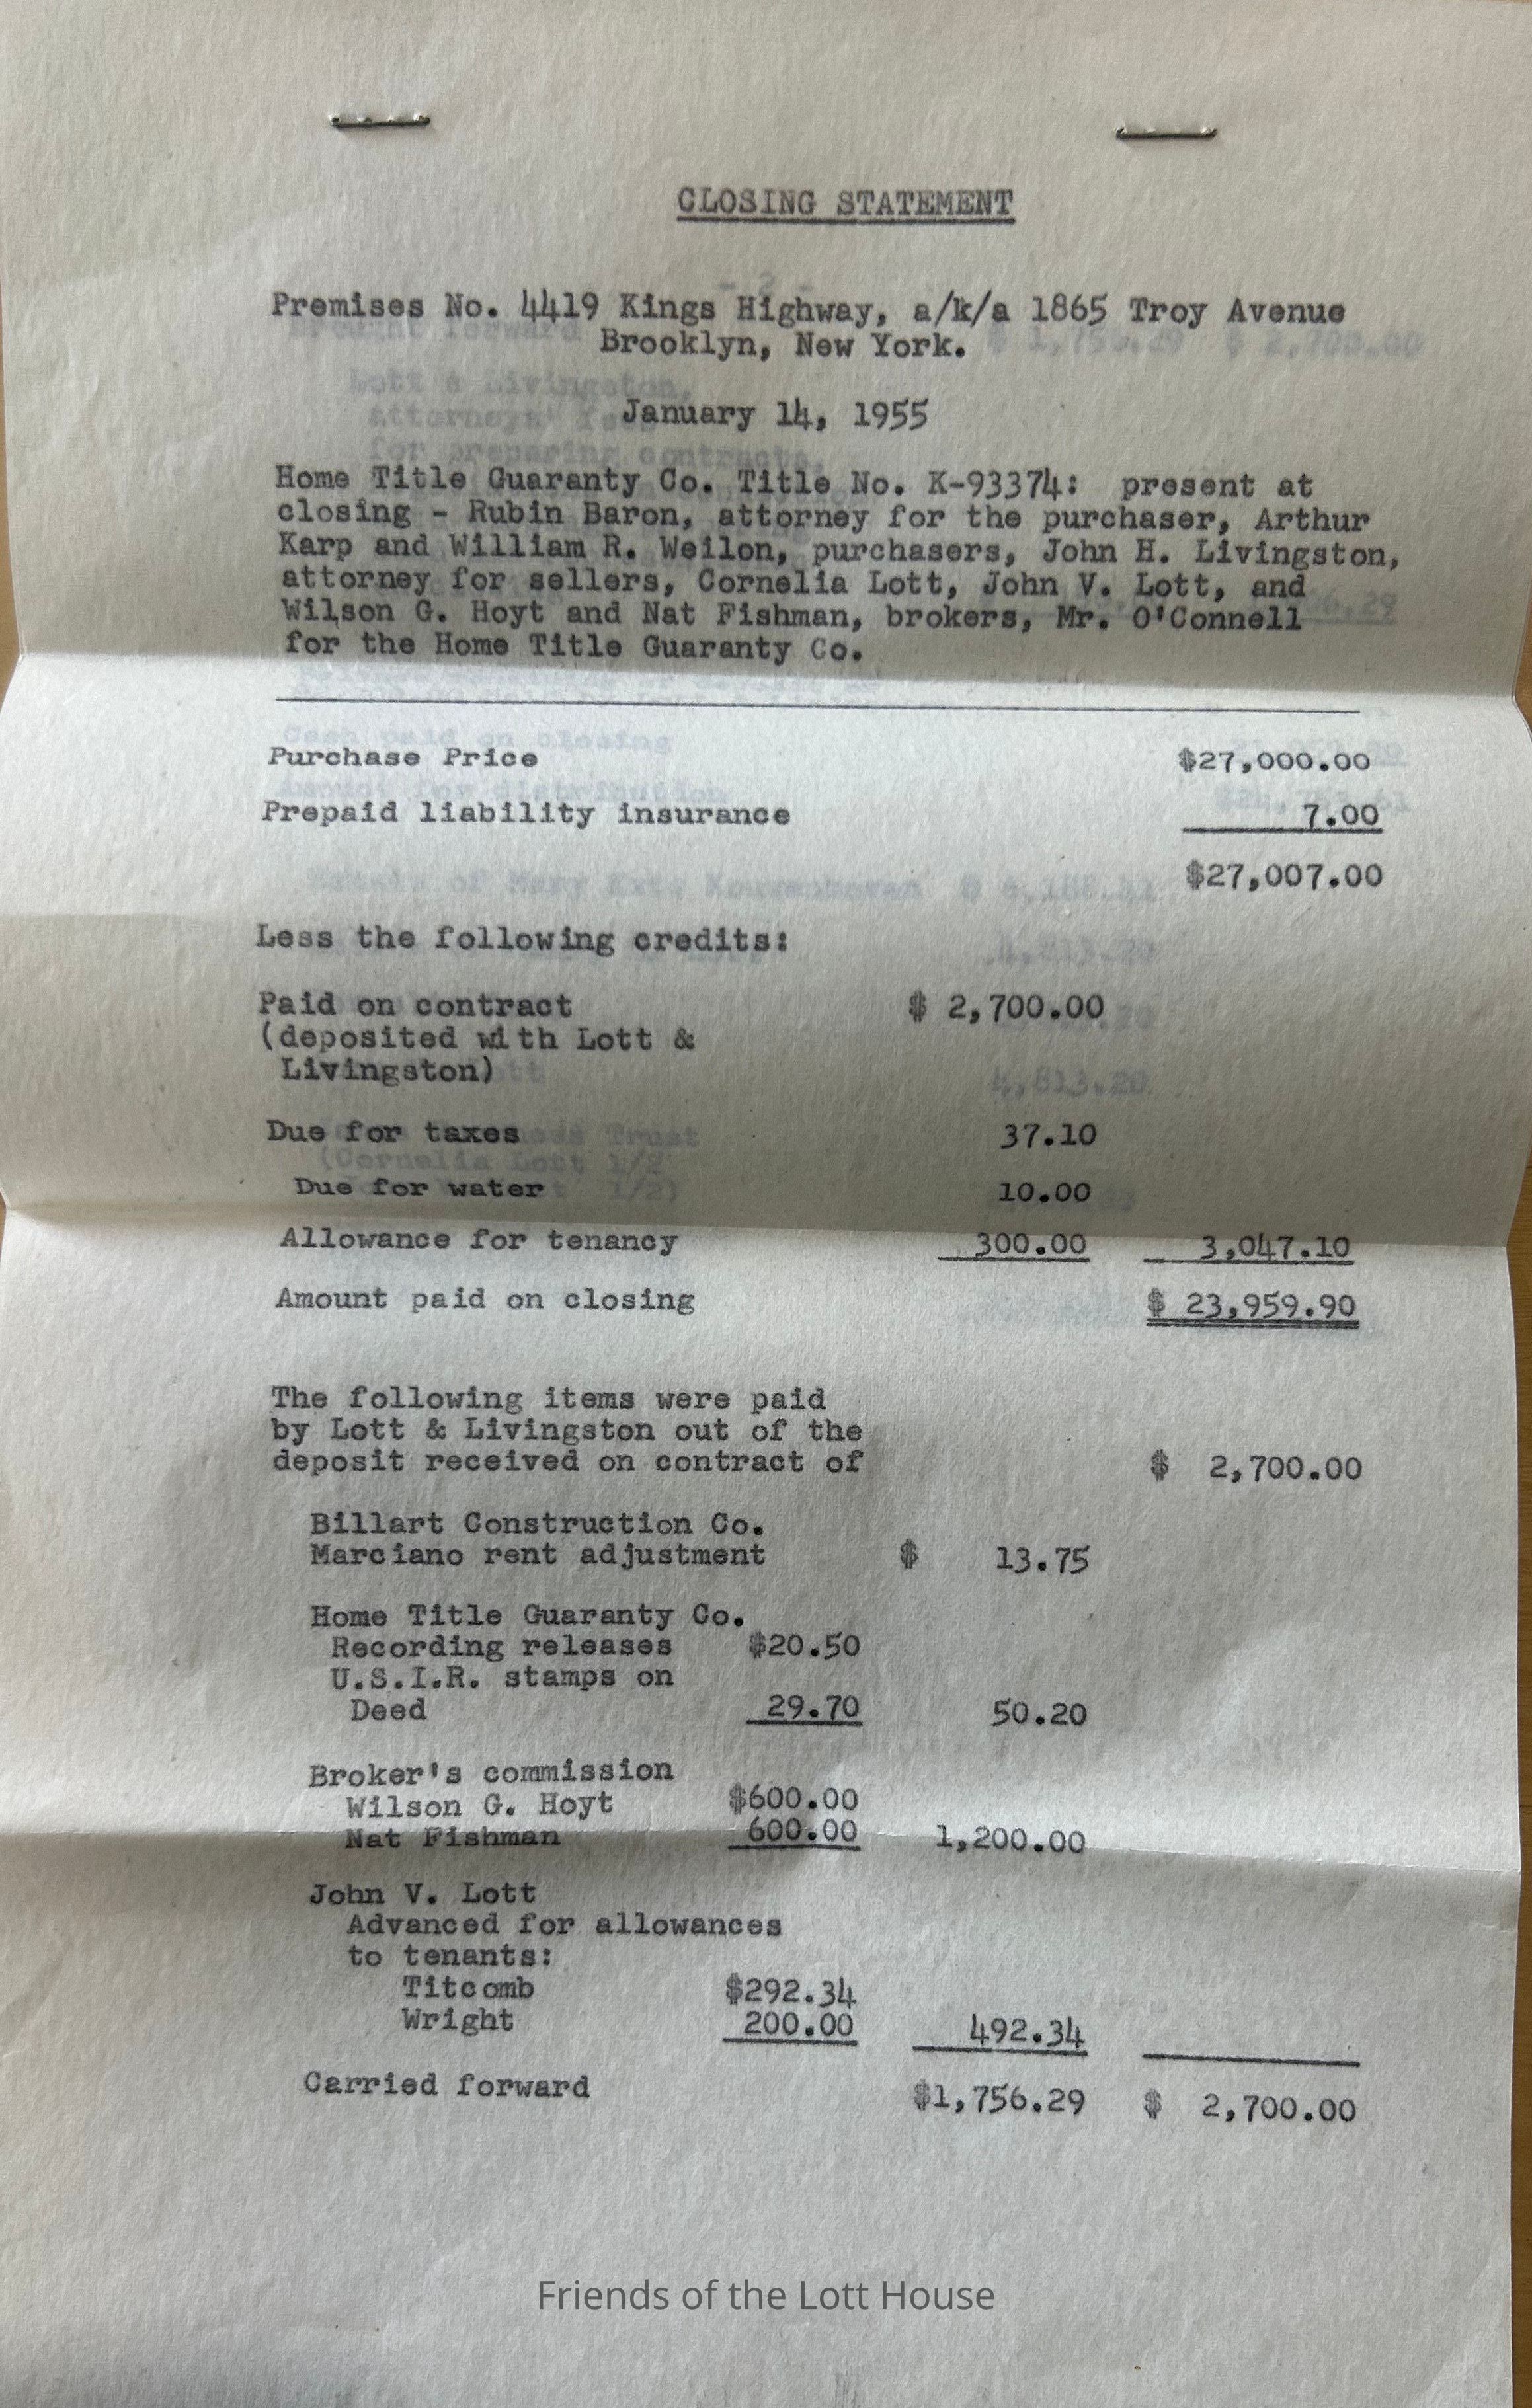 CLOSING STATEMENT
Premises No. 4419 Kings Highway, a/k/a 1865 Troy Avenue
Brooklyn, New York.
January 14, 1955
Home Title Guaranty Co. Title No. K-93374: present at
closing - Rubin Baron, attorney for the purchaser, Arthur
Karp and William R. Weilon, purchasers, John H. Livingston,
attorney for sellers, Cornelia Lott, John V. Lott, and
Wilson G. Hoyt and Nat Fishman, brokers, Mr. O'Connell
for the Home Title Guaranty Co.
Purchase Price $27,000.00
Prepaid liability insurance 7.00
$27,007.00
Less the following credits:
Paid on contract $ 2,700.00
(deposited with Lott &
Livingston)
Due for taxes 37.10
Due for water 10.00
Allowance for tenancy 300.00 3,047.10
Amount paid on closing $ 23,959.90
The following items were paid
by Lott & Livingston out of the
deposit received on contract of $ 2,700.00
Billart Construction Co.
Marciano rent adjustment $ 13.75
Home Title Guaranty Co.
Recording releases $20.50
U.S.I.R. stamps on
Deed 29.70 50.20
Broker's commission
Wilson G. Hoyt $600.00
Nat Fishman 600.00 1,200.00
John V. Lott
Advanced for allowances
to tenants:
Titcomb $292.34
Wright 200.00 492.34
Carried forward $1,756.29 $ 2,700.00
Friends of the Lott House